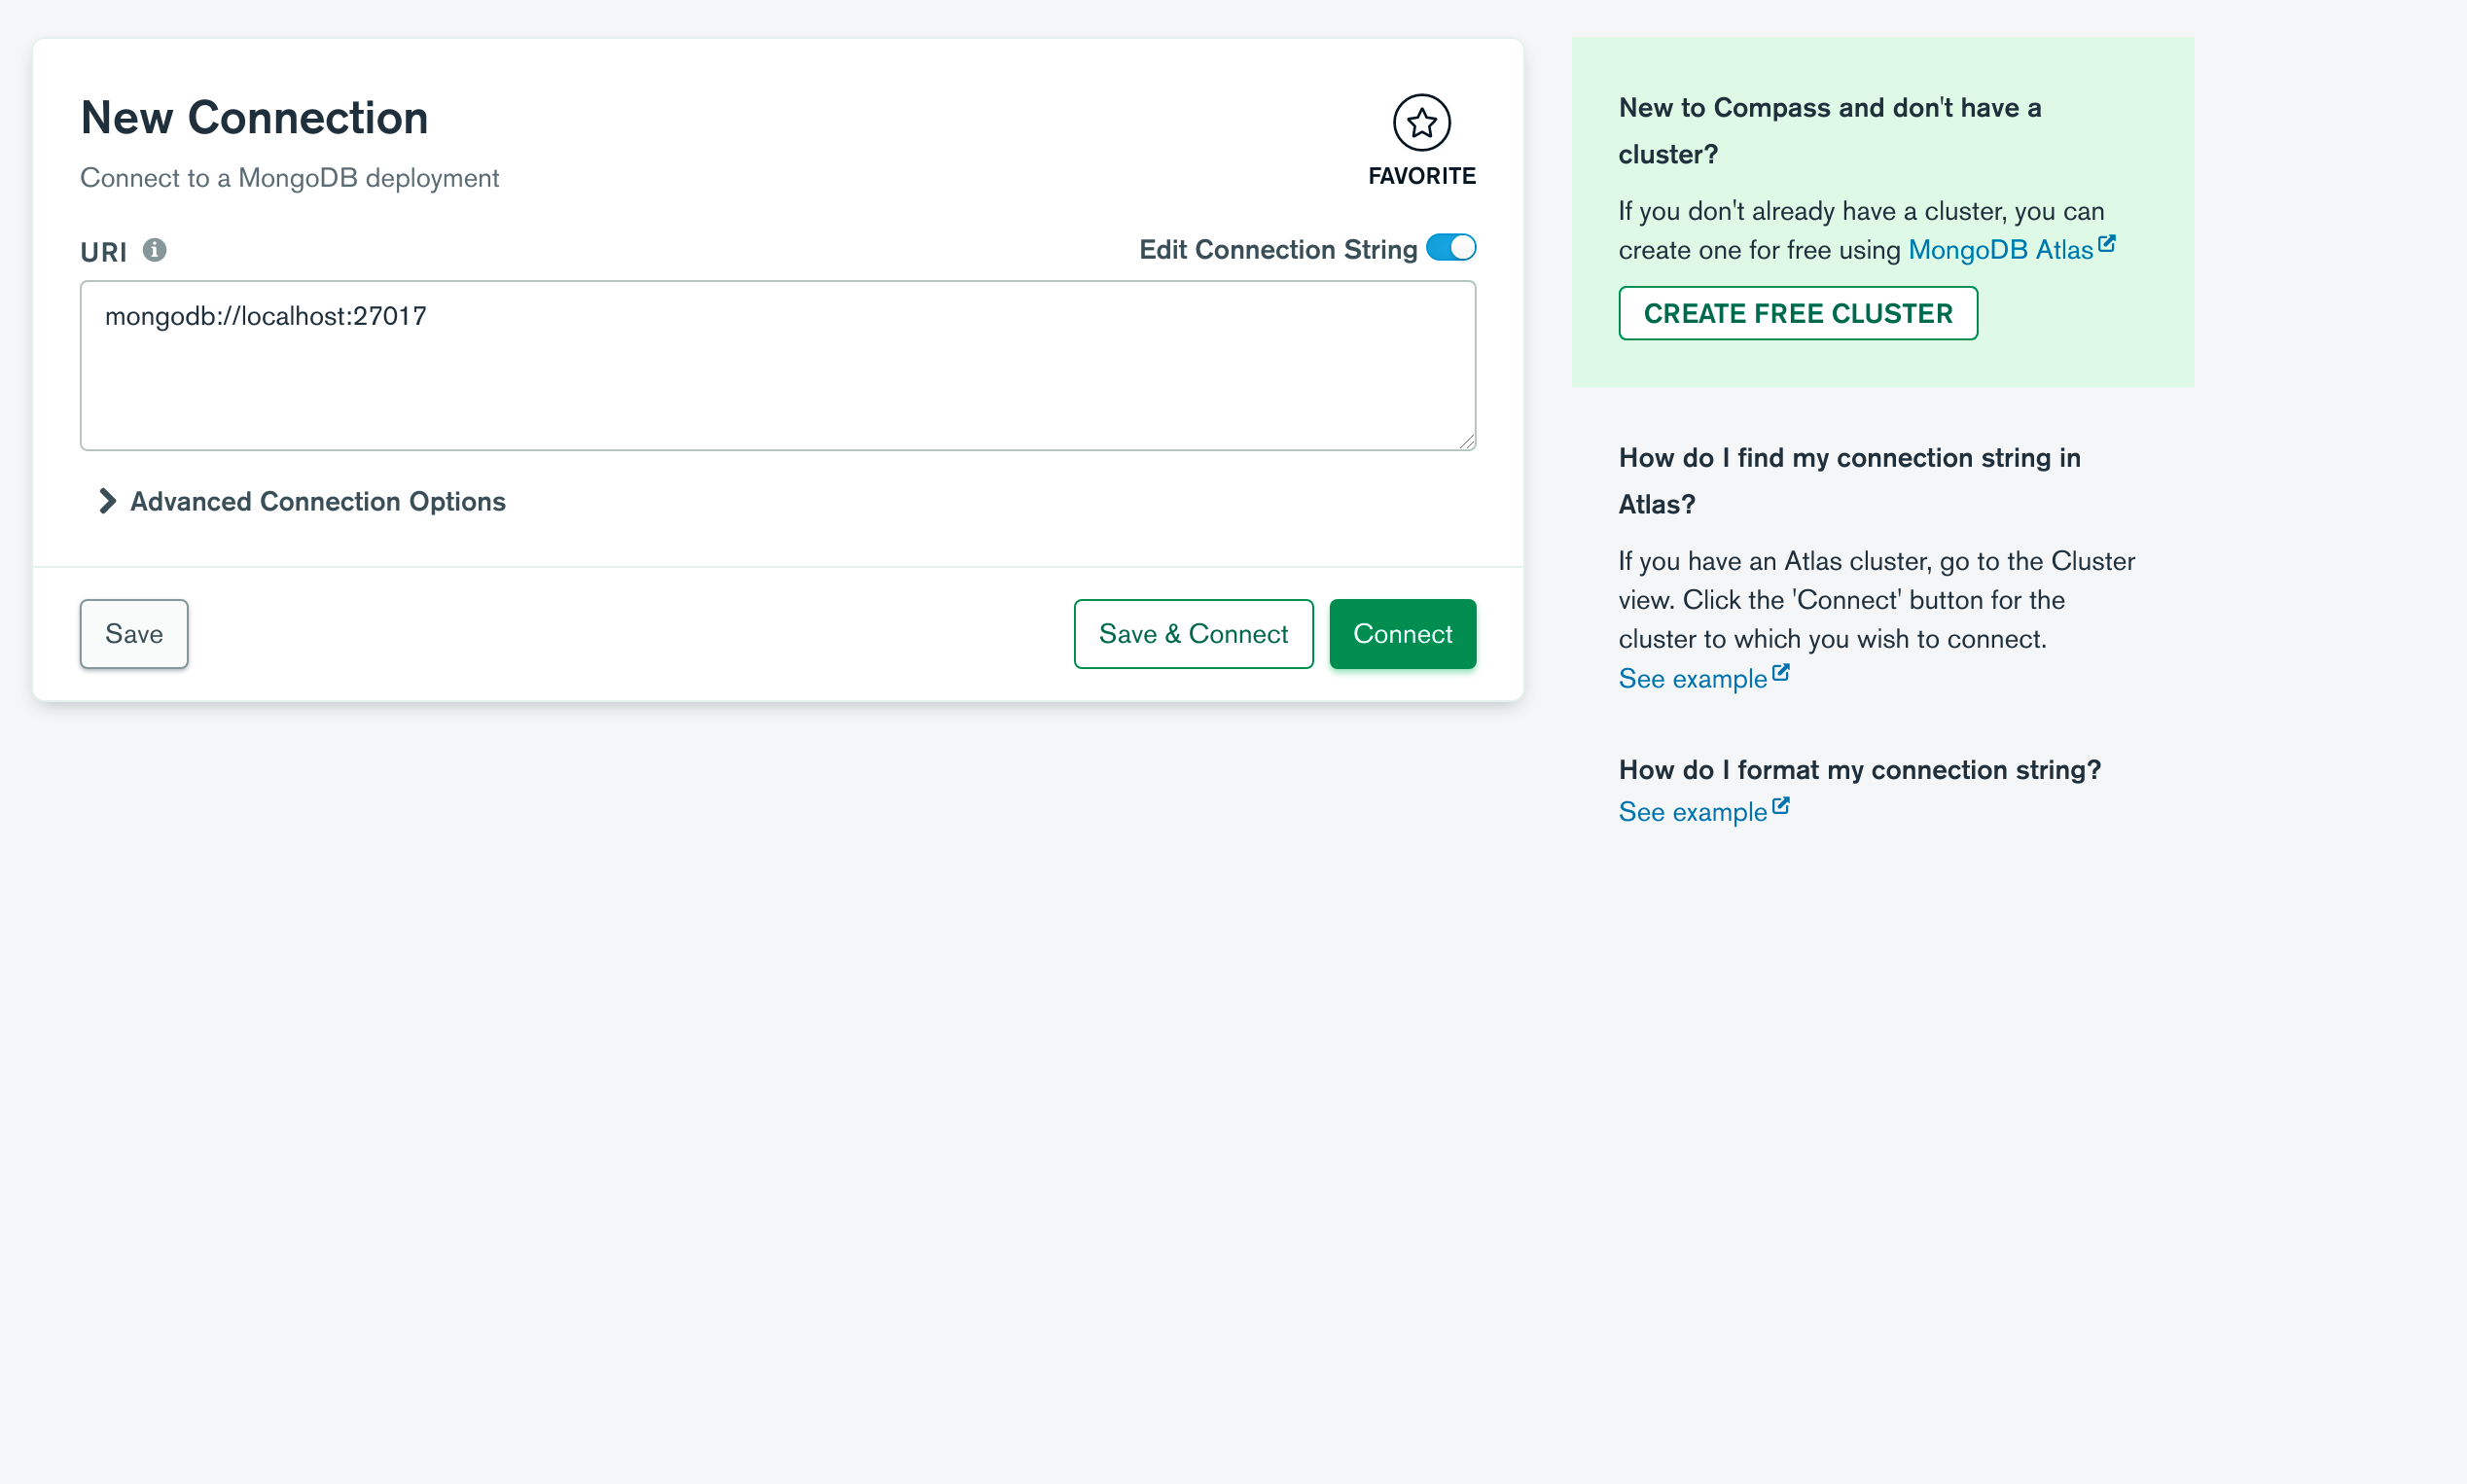 New Connection
Connect to a MongoDB deployment
FAVORITE
URI
Edit Connection String
mongodb://localhost:27017
Advanced Connection Options
Save
Save & Connect
Connect
New to Compass and don't have a
cluster?
If you don't already have a cluster, you can
create one for free using MongoDB Atlas
CREATE FREE CLUSTER
How do I find my connection string in
Atlas?
If you have an Atlas cluster, go to the Cluster
view. Click the 'Connect' button for the
cluster to which you wish to connect.
See example
How do I format my connection string?
See example